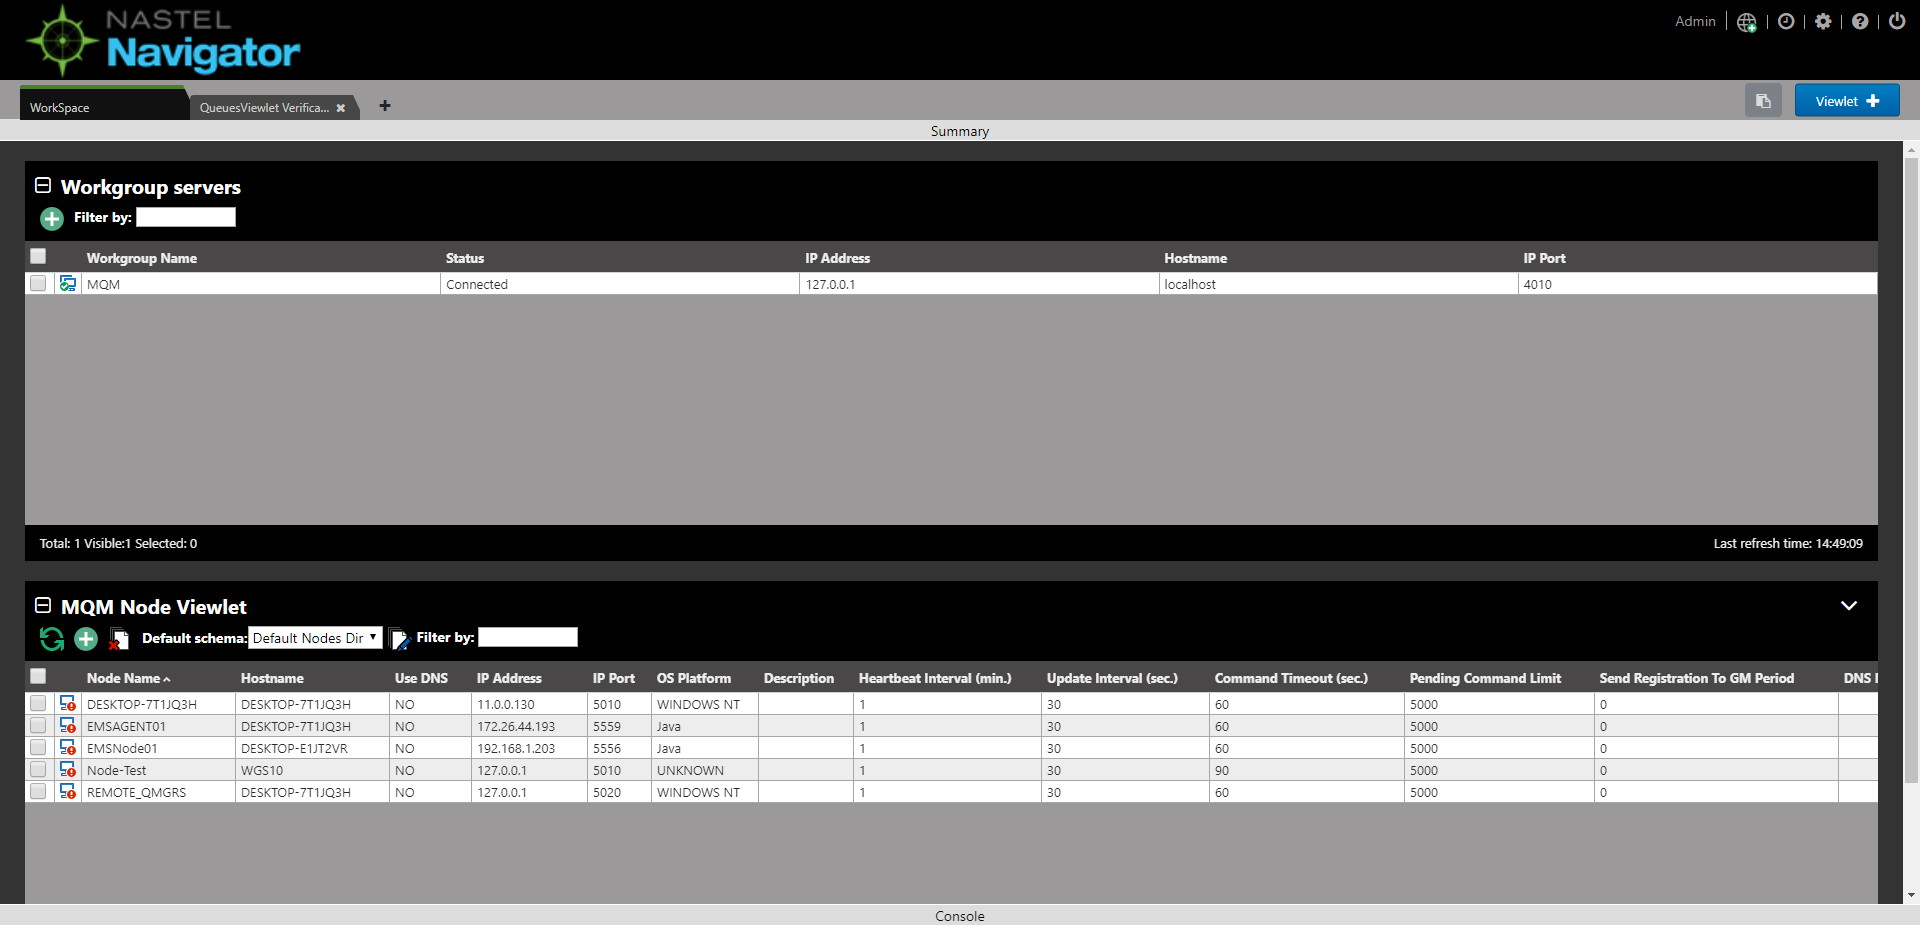 NASTEL
Navigator
Admin
WorkSpace
QueuesViewlet Verifica...
Viewlet
Summary
Workgroup servers
Filter by:
Workgroup Name Status IP Address Hostname IP Port
MQM Connected 127.0.0.1 localhost 4010
Total: 1 Visible:1 Selected: 0
Last refresh time: 14:49:09
MQM Node Viewlet
Default schema: Default Nodes Dir Filter by:
Node Name Hostname Use DNS IP Address IP Port OS Platform Description Heartbeat Interval (min.) Update Interval (sec.) Command Timeout (sec.) Pending Command Limit Send Registration To GM Period DNS
DESKTOP-7T1JQ3H DESKTOP-7T1JQ3H NO 11.0.0.130 5010 WINDOWS NT 1 30 60 5000 0
EMSAGENT01 DESKTOP-7T1JQ3H NO 172.26.44.193 5559 Java 1 30 60 5000 0
EMSNode01 DESKTOP-E1JT2VR NO 192.168.1.203 5556 Java 1 30 60 5000 0
Node-Test WGS10 NO 127.0.0.1 5010 UNKNOWN 1 30 90 5000 0
REMOTE_QMGRS DESKTOP-7T1JQ3H NO 127.0.0.1 5020 WINDOWS NT 1 30 60 5000 0
Console